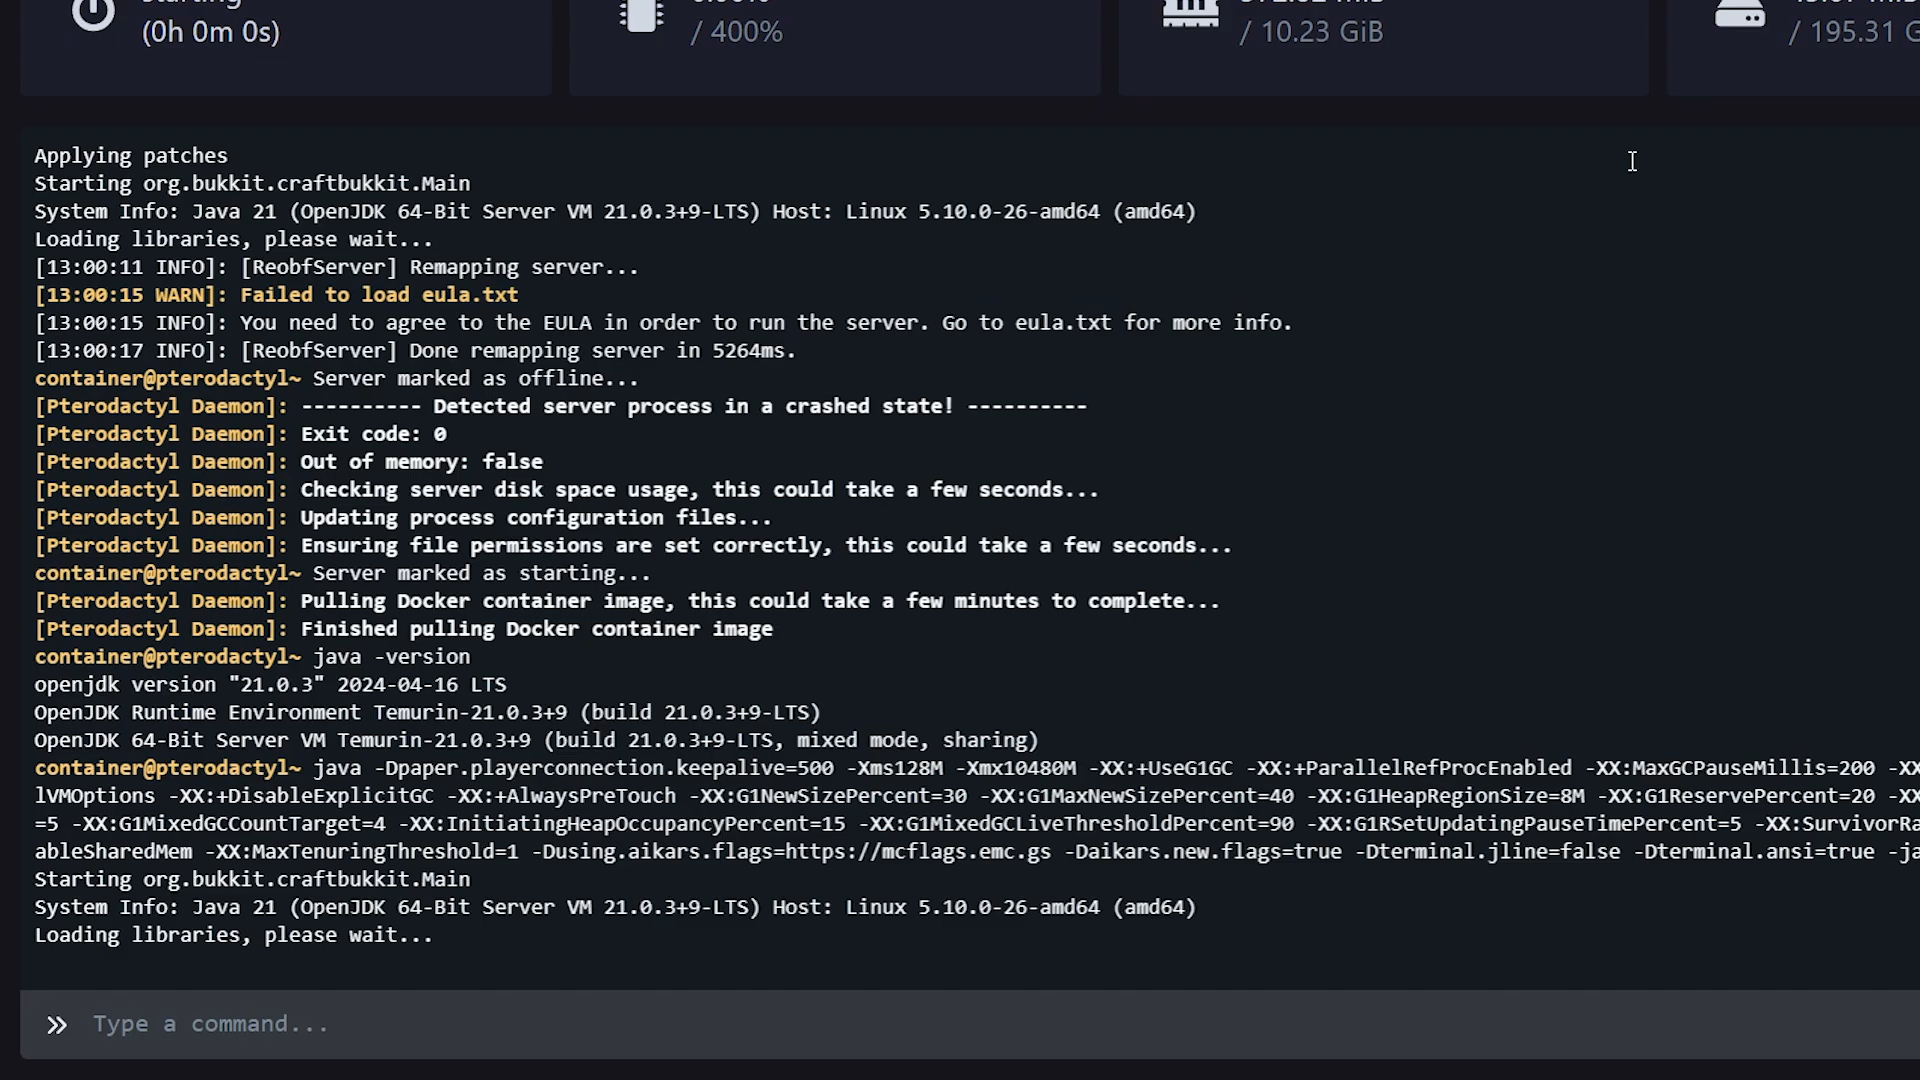 (0h 0m 0s)
/ 400%
/ 10.23 GiB
/ 195.31
Applying patches
Starting org.bukkit.craftbukkit.Main
System Info: Java 21 (OpenJDK 64-Bit Server VM 21.0.3+9-LTS) Host: Linux 5.10.0-26-amd64 (amd64)
Loading libraries, please wait...
[13:00:11 INFO]: [ReobfServer] Remapping server...
[13:00:15 WARN]: Failed to load eula.txt
[13:00:15 INFO]: You need to agree to the EULA in order to run the server. Go to eula.txt for more info.
[13:00:17 INFO]: [ReobfServer] Done remapping server in 5264ms.
container@pterodactyl~ Server marked as offline...
[Pterodactyl Daemon]: ---------- Detected server process in a crashed state! ----------
[Pterodactyl Daemon]: Exit code: 0
[Pterodactyl Daemon]: Out of memory: false
[Pterodactyl Daemon]: Checking server disk space usage, this could take a few seconds...
[Pterodactyl Daemon]: Updating process configuration files...
[Pterodactyl Daemon]: Ensuring file permissions are set correctly, this could take a few seconds...
container@pterodactyl~ Server marked as starting...
[Pterodactyl Daemon]: Pulling Docker container image, this could take a few minutes to complete...
[Pterodactyl Daemon]: Finished pulling Docker container image
container@pterodactyl~ java -version
openjdk version "21.0.3" 2024-04-16 LTS
OpenJDK Runtime Environment Temurin-21.0.3+9 (build 21.0.3+9-LTS)
OpenJDK 64-Bit Server VM Temurin-21.0.3+9 (build 21.0.3+9-LTS, mixed mode, sharing)
container@pterodactyl~ java -Dpaper.playerconnection.keepalive=500 -Xms128M -Xmx10480M -XX:+UseG1GC -XX:+ParallelRefProcEnabled -XX:MaxGCPauseMillis=200 -XX
lVMOptions -XX:+DisableExplicitGC -XX:+AlwaysPreTouch -XX:G1NewSizePercent=30 -XX:G1MaxNewSizePercent=40 -XX:G1HeapRegionSize=8M -XX:G1ReservePercent=20 -XX
=5 -XX:G1MixedGCCountTarget=4 -XX:InitiatingHeapOccupancyPercent=15 -XX:G1MixedGCLiveThresholdPercent=90 -XX:G1RSetUpdatingPauseTimePercent=5 -XX:SurvivorRa
ableSharedMem -XX:MaxTenuringThreshold=1 -Dusing.aikars.flags=https://mcflags.emc.gs -Daikars.new.flags=true -Dterminal.jline=false -Dterminal.ansi=true -ja
Starting org.bukkit.craftbukkit.Main
System Info: Java 21 (OpenJDK 64-Bit Server VM 21.0.3+9-LTS) Host: Linux 5.10.0-26-amd64 (amd64)
Loading libraries, please wait...
Type a command...